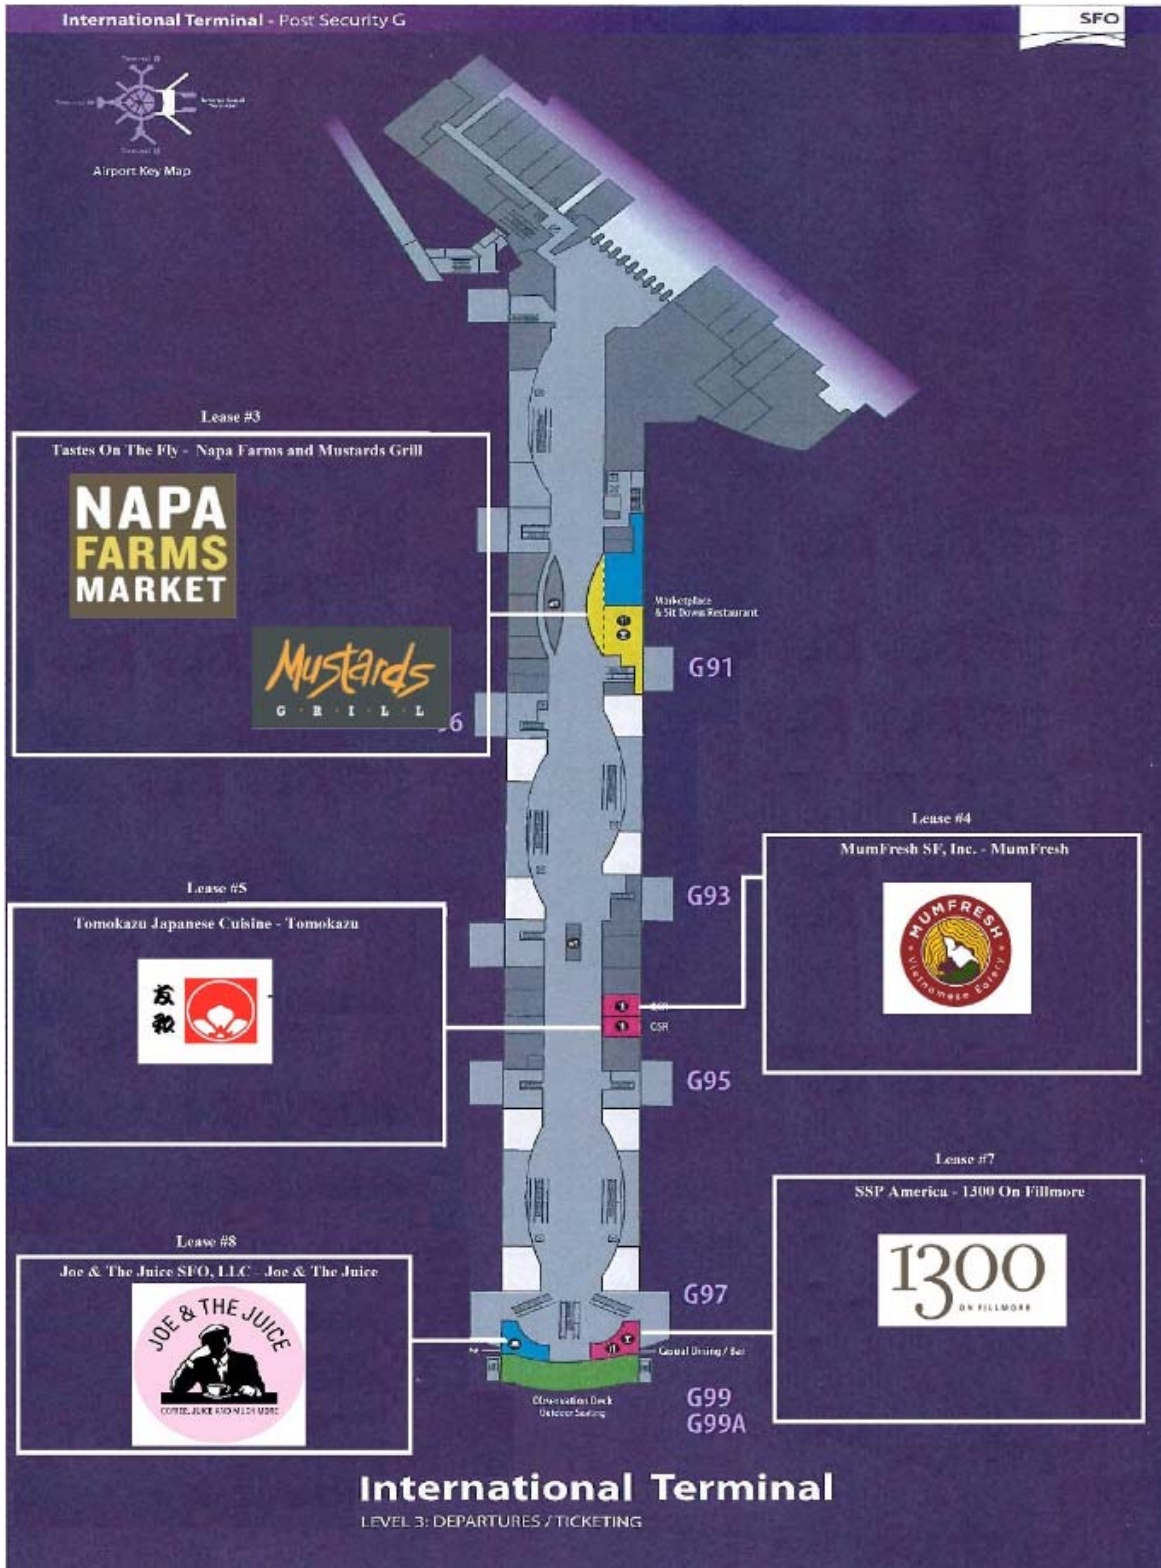 International Terminal - Post Security G
SFO
Airport Key Map
Lease #3
Tastes On The Fly - Napa Farms and Mustards Grill
NAPA
FARMS
MARKET
Mustards
G·R·I·L·L
Marketplace
& Sit Down Restaurant
G91
Lease #4
MumFresh SF, Inc. - MumFresh
MUMFRESH
Vietnamese Eatery
G93
Lease #5
Tomokazu Japanese Cuisine - Tomokazu
友
和
QSR
G95
Lease #7
SSP America - 1300 On Fillmore
1300
ON FILLMORE
Lease #8
Joe & The Juice SFO, LLC - Joe & The Juice
JOE & THE JUICE
COFFEE, JUICE AND MUCH MORE
G97
Casual Dining / Bar
Observation Deck
Outdoor Seating
G99
G99A
International Terminal
LEVEL 3: DEPARTURES / TICKETING